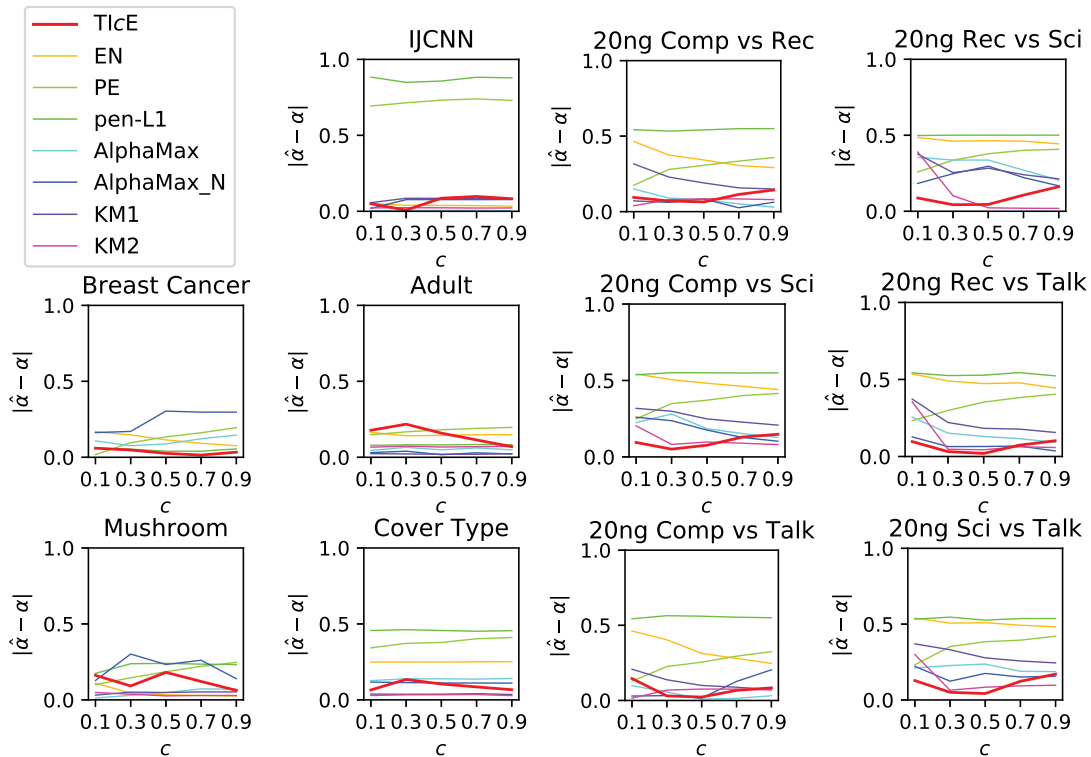 TIcE
EN
PE
pen-L1
AlphaMax
AlphaMax_N
KM1
KM2
IJCNN
1.0
0.5
0.0
|α̂ − α|
0.1 0.3 0.5 0.7 0.9
c
20ng Comp vs Rec
1.0
0.5
0.0
|α̂ − α|
0.1 0.3 0.5 0.7 0.9
c
20ng Rec vs Sci
1.0
0.5
0.0
|α̂ − α|
0.1 0.3 0.5 0.7 0.9
c
Breast Cancer
1.0
0.5
0.0
|α̂ − α|
0.1 0.3 0.5 0.7 0.9
c
Adult
1.0
0.5
0.0
|α̂ − α|
0.1 0.3 0.5 0.7 0.9
c
20ng Comp vs Sci
1.0
0.5
0.0
|α̂ − α|
0.1 0.3 0.5 0.7 0.9
c
20ng Rec vs Talk
1.0
0.5
0.0
|α̂ − α|
0.1 0.3 0.5 0.7 0.9
c
Mushroom
1.0
0.5
0.0
|α̂ − α|
0.1 0.3 0.5 0.7 0.9
c
Cover Type
1.0
0.5
0.0
|α̂ − α|
0.1 0.3 0.5 0.7 0.9
c
20ng Comp vs Talk
1.0
0.5
0.0
|α̂ − α|
0.1 0.3 0.5 0.7 0.9
c
20ng Sci vs Talk
1.0
0.5
0.0
|α̂ − α|
0.1 0.3 0.5 0.7 0.9
c